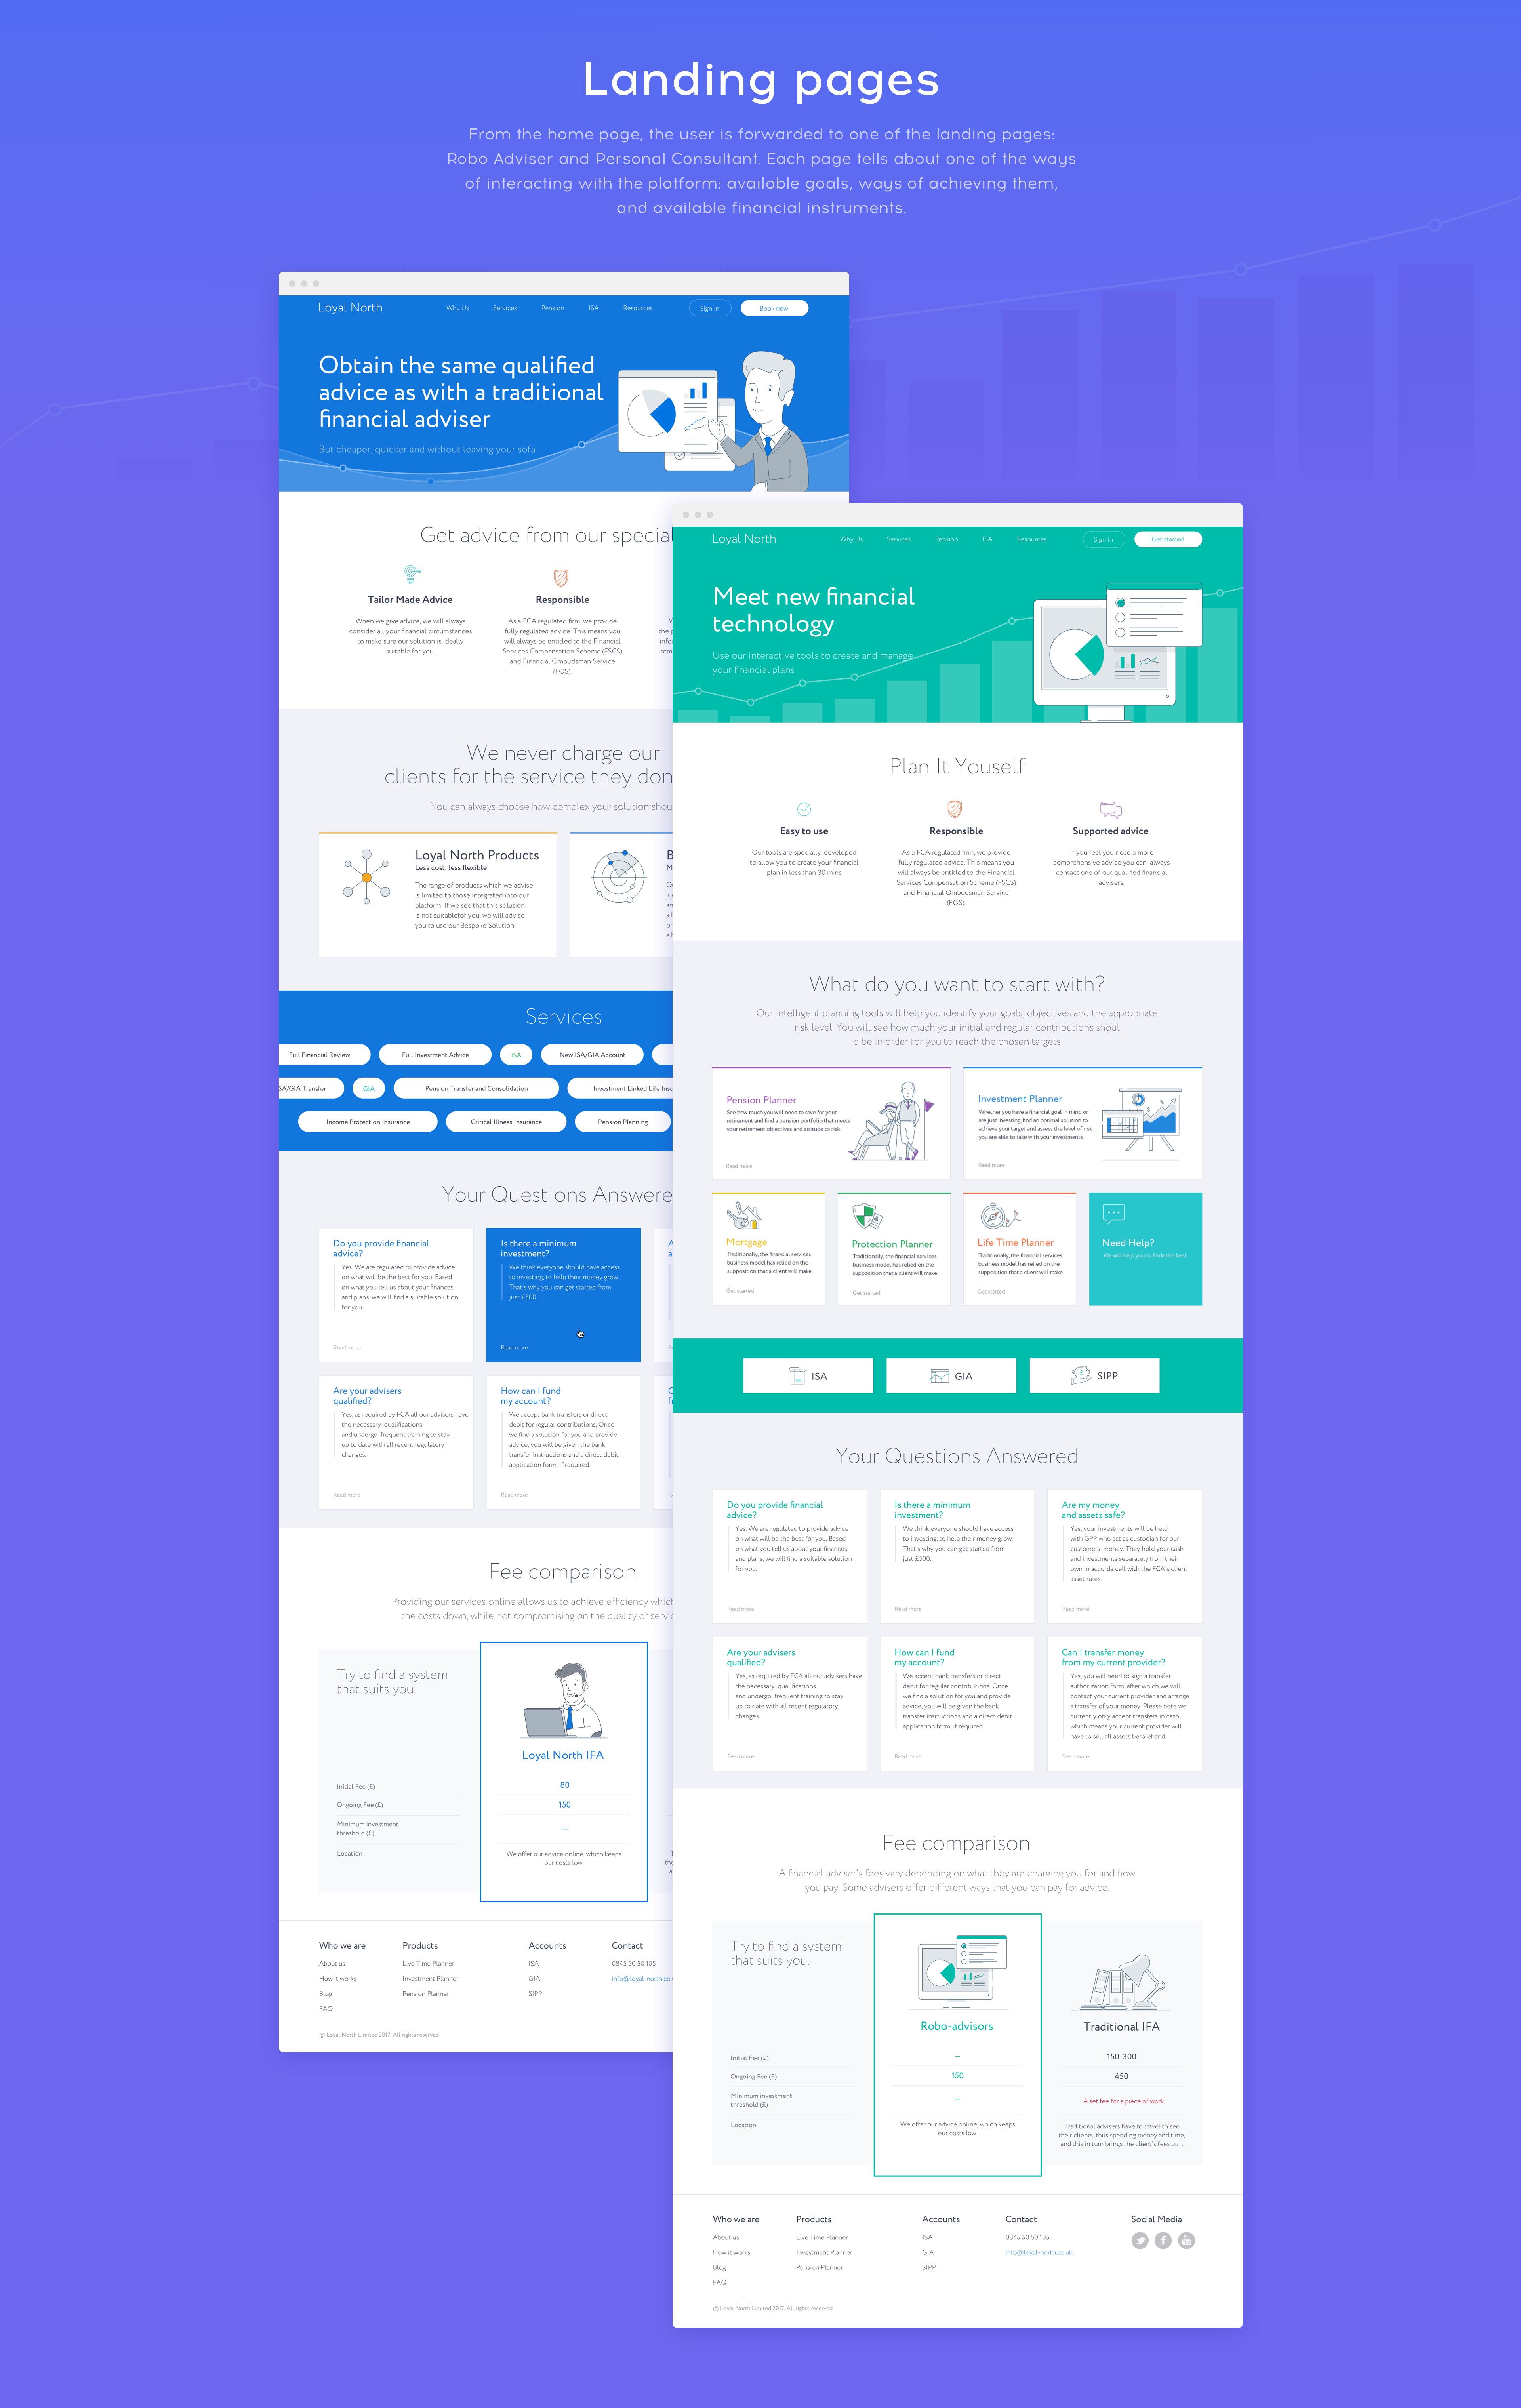 Landing pages
From the home page, the user is forwarded to one of the landing pages:
Robo Adviser and Personal Consultant. Each page tells about one of the ways
of interacting with the platform: available goals, ways of achieving them,
and available financial instruments.
Loyal North
Why Us
Services
Pension
ISA
Resources
Sign in
Book now
Obtain the same qualified
advice as with a traditional
financial adviser
But cheaper, quicker and without leaving your sofa.
Get advice from our
Tailor Made Advice
When we give advice, we will always
consider all your financial circumstances
to make sure our solution is ideally
suitable for you.
Responsible
As a FCA regulated firm, we provide
fully regulated advice. This means you
will always be entitled to the Financial
Services Compensation Scheme (FSCS)
and Financial Ombudsman Service
(FOS).
We never charge our
clients for the service they
You can always choose how complex your solution
Loyal North Products
Less cost, less flexible
The range of products which we advise
is limited to those integrated into our
platform. If we see that this solution
is not suitablefor you, we will advise
you to use our Bespoke Solution.
Services
Full Financial Review
Full Investment Advice
ISA
New ISA/GIA Account
SA/GIA Transfer
GIA
Pension Transfer and Consolidation
Investment Linked Life
Income Protection Insurance
Critical Illness Insurance
Pension Planning
Your Questions
Do you provide financial
advice?
Yes. We are regulated to provide advice
on what will be the best for you. Based
on what you tell us about your finances
and plans, we will find a suitable solution
for you.
Read more
Is there a minimum
investment?
We think everyone should have access
to investing, to help their money grow.
That's why you can get started from
just £500.
Read more
Are your advisers
qualified?
Yes, as required by FCA all our advisers have
the necessary qualifications
and undergo frequent training to stay
up to date with all recent regulatory
changes.
Read more
How can I fund
my account?
We accept bank transfers or direct
debit for regular contributions. Once
we find a solution for you and provide
advice, you will be given the bank
transfer instructions and a direct debit
application form, if required.
Read more
Fee comparison
Providing our services online allows us to achieve efficiency
the costs down, while not compromising on the quality of
Try to find a system
that suits you.
Loyal North IFA
Initial Fee (£)
80
Ongoing Fee (£)
150
Minimum investment
threshold (£)
–
Location
We offer our advice online, which keeps
our costs low.
Who we are
About us
How it works
Blog
FAQ
Products
Live Time Planner
Investment Planner
Pension Planner
Accounts
ISA
GIA
SIPP
Contact
0845 50 50 105
info@loyal-north.co.
© Loyal North Limited 2017. All rights reserved
Loyal North
Why Us
Services
Pension
ISA
Resources
Sign in
Get started
Meet new financial
technology
Use our interactive tools to create and manage
your financial plans
Plan It Youself
Easy to use
Our tools are specially developed
to allow you to create your financial
plan in less than 30 mins
.
Responsible
As a FCA regulated firm, we provide
fully regulated advice. This means you
will always be entitled to the Financial
Services Compensation Scheme (FSCS)
and Financial Ombudsman Service
(FOS).
Supported advice
If you feel you need a more
comprehensive advice you can always
contact one of our qualified financial
advisers.
What do you want to start with?
Our intelligent planning tools will help you identify your goals, objectives and the appropriate
risk level. You will see how much your initial and regular contributions shoul
d be in order for you to reach the chosen targets
Pension Planner
See how much you will need to save for your
retirement and find a pension portfolio that meets
your retirement objectives and attitude to risk.
Read more
Investment Planner
Whether you have a financial goal in mind or
are just investing, find an optimal solution to
achieve your target and assess the level of risk
you are able to take with your investments.
Read more
Mortgage
Traditionally, the financial services
business model has relied on the
supposition that a client will make
Get started
Protection Planner
Traditionally, the financial services
business model has relied on the
supposition that a client will make
Get started
Life Time Planner
Traditionally, the financial services
business model has relied on the
supposition that a client will make
Get started
Need Help?
We will help you to finde the best
ISA
GIA
SIPP
Your Questions Answered
Do you provide financial
advice?
Yes. We are regulated to provide advice
on what will be the best for you. Based
on what you tell us about your finances
and plans, we will find a suitable solution
for you.
Read more
Is there a minimum
investment?
We think everyone should have access
to investing, to help their money grow.
That's why you can get started from
just £500.
Read more
Are my money
and assets safe?
Yes, your investments will be held
with GPP who act as custodian for our
customers' money. They hold your cash
and investments separately from their
own in accorda cell with the FCA's client
asset rules.
Read more
Are your advisers
qualified?
Yes, as required by FCA all our advisers have
the necessary qualifications
and undergo frequent training to stay
up to date with all recent regulatory
changes.
Read more
How can I fund
my account?
We accept bank transfers or direct
debit for regular contributions. Once
we find a solution for you and provide
advice, you will be given the bank
transfer instructions and a direct debit
application form, if required.
Read more
Can I transfer money
from my current provider?
Yes, you will need to sign a transfer
authorization form, after which we will
contact your current provider and arrange
a transfer of your money. Please note we
currently only accept transfers in cash,
which means your current provider will
have to sell all assets beforehand.
Read more
Fee comparison
A financial adviser's fees vary depending on what they are charging you for and how
you pay. Some advisers offer different ways that you can pay for advice.
Try to find a system
that suits you.
Robo-advisors
Traditional IFA
Initial Fee (£)
–
150-300
Ongoing Fee (£)
150
450
Minimum investment
threshold (£)
–
A set fee for a piece of work
Location
We offer our advice online, which keeps
our costs low.
Traditional advisers have to travel to see
their clients, thus spending money and time,
and this in turn brings the client's fees up
Who we are
About us
How it works
Blog
FAQ
Products
Live Time Planner
Investment Planner
Pension Planner
Accounts
ISA
GIA
SIPP
Contact
0845 50 50 105
info@loyal-north.co.uk
Social Media
© Loyal North Limited 2017. All rights reserved